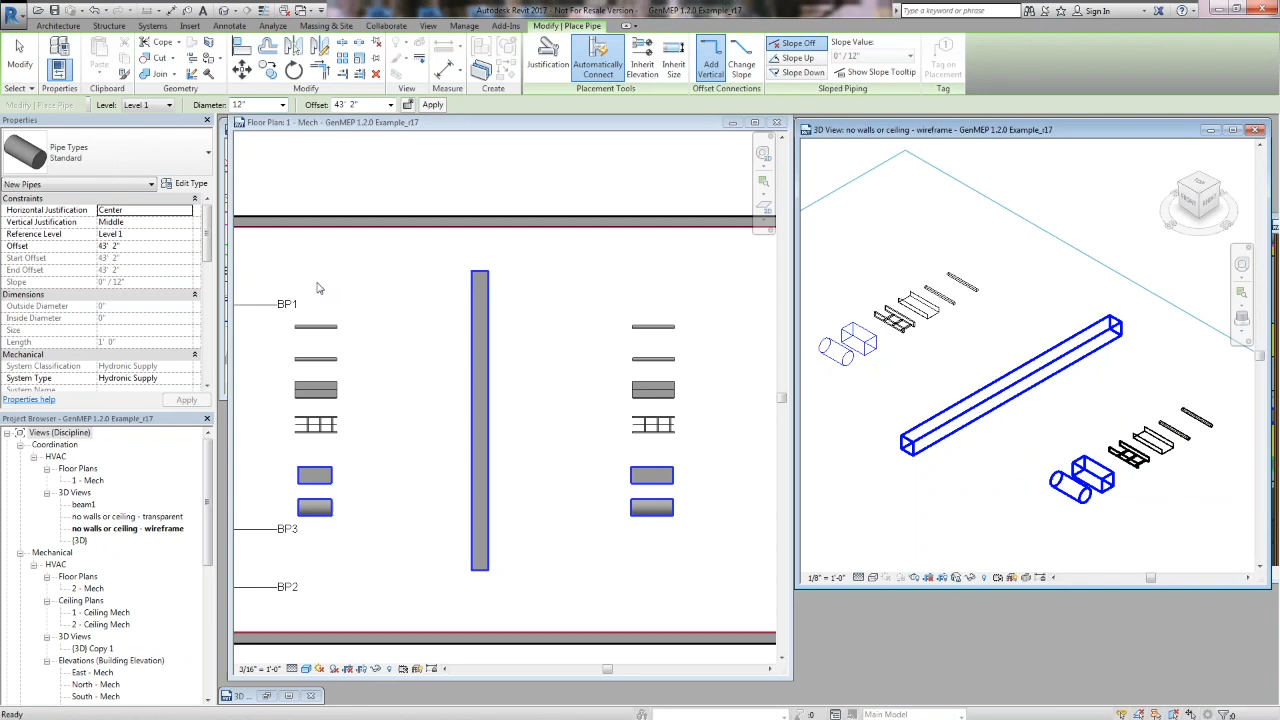 Autodesk Revit 2017 - Not For Resale Version - GenMEP 1.2.0 Example_r17
Type a keyword or phrase
Sign In
Architecture Structure Systems Insert Annotate Analyze Massing & Site Collaborate View Manage Add-Ins Modify | Place Pipe
Modify
Paste
Cope
Cut
Join
Justification
Automatically Connect
Inherit Elevation
Inherit Size
Add Vertical
Change Slope
Slope Off
Slope Up
Slope Down
Slope Value:
0" / 12"
Show Slope Tooltip
Tag on Placement
Select Properties Clipboard Geometry Modify View Measure Create Placement Tools Offset Connections Sloped Piping Tag
Modify | Place Pipe Level: Level 1 Diameter: 12" Offset: 43' 2" Apply
Properties
Pipe Types
Standard
New Pipes
Edit Type
Constraints
Horizontal Justification Center
Vertical Justification Middle
Reference Level Level 1
Offset 43' 2"
Start Offset 43' 2"
End Offset 43' 2"
Slope 0" / 12"
Dimensions
Outside Diameter 0"
Inside Diameter 0"
Size
Length 1' 0"
Mechanical
System Classification Hydronic Supply
System Type Hydronic Supply
System Name
Properties help
Apply
Project Browser - GenMEP 1.2.0 Example_r17
Views (Discipline)
Coordination
HVAC
Floor Plans
1 - Mech
3D Views
beam1
no walls or ceiling - transparent
no walls or ceiling - wireframe
{3D}
Mechanical
HVAC
Floor Plans
2 - Mech
Ceiling Plans
1 - Ceiling Mech
2 - Ceiling Mech
3D Views
{3D} Copy 1
Elevations (Building Elevation)
East - Mech
North - Mech
South - Mech
Floor Plan: 1 - Mech - GenMEP 1.2.0 Example_r17
2D
BP1
BP3
BP2
3/16" = 1'-0"
3D ...
3D View: no walls or ceiling - wireframe - GenMEP 1.2.0 Example_r17
FRONT
RIGHT
1/8" = 1'-0"
Ready
:0
Main Model
:0